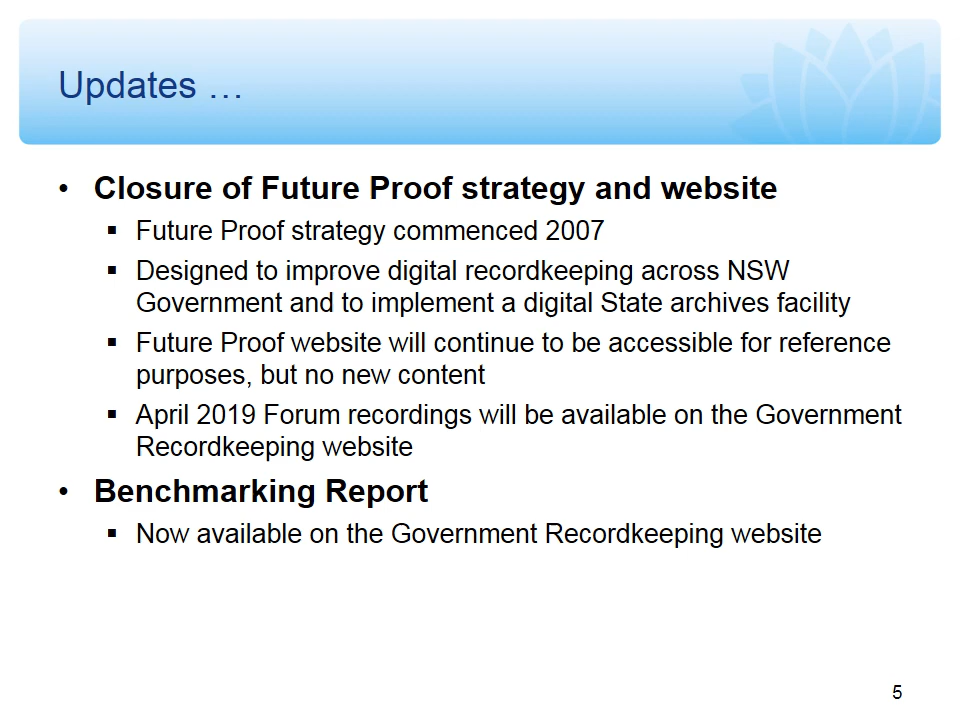 Updates …
• Closure of Future Proof strategy and website
▪ Future Proof strategy commenced 2007
▪ Designed to improve digital recordkeeping across NSW
Government and to implement a digital State archives facility
▪ Future Proof website will continue to be accessible for reference
purposes, but no new content
▪ April 2019 Forum recordings will be available on the Government
Recordkeeping website
• Benchmarking Report
▪ Now available on the Government Recordkeeping website
5